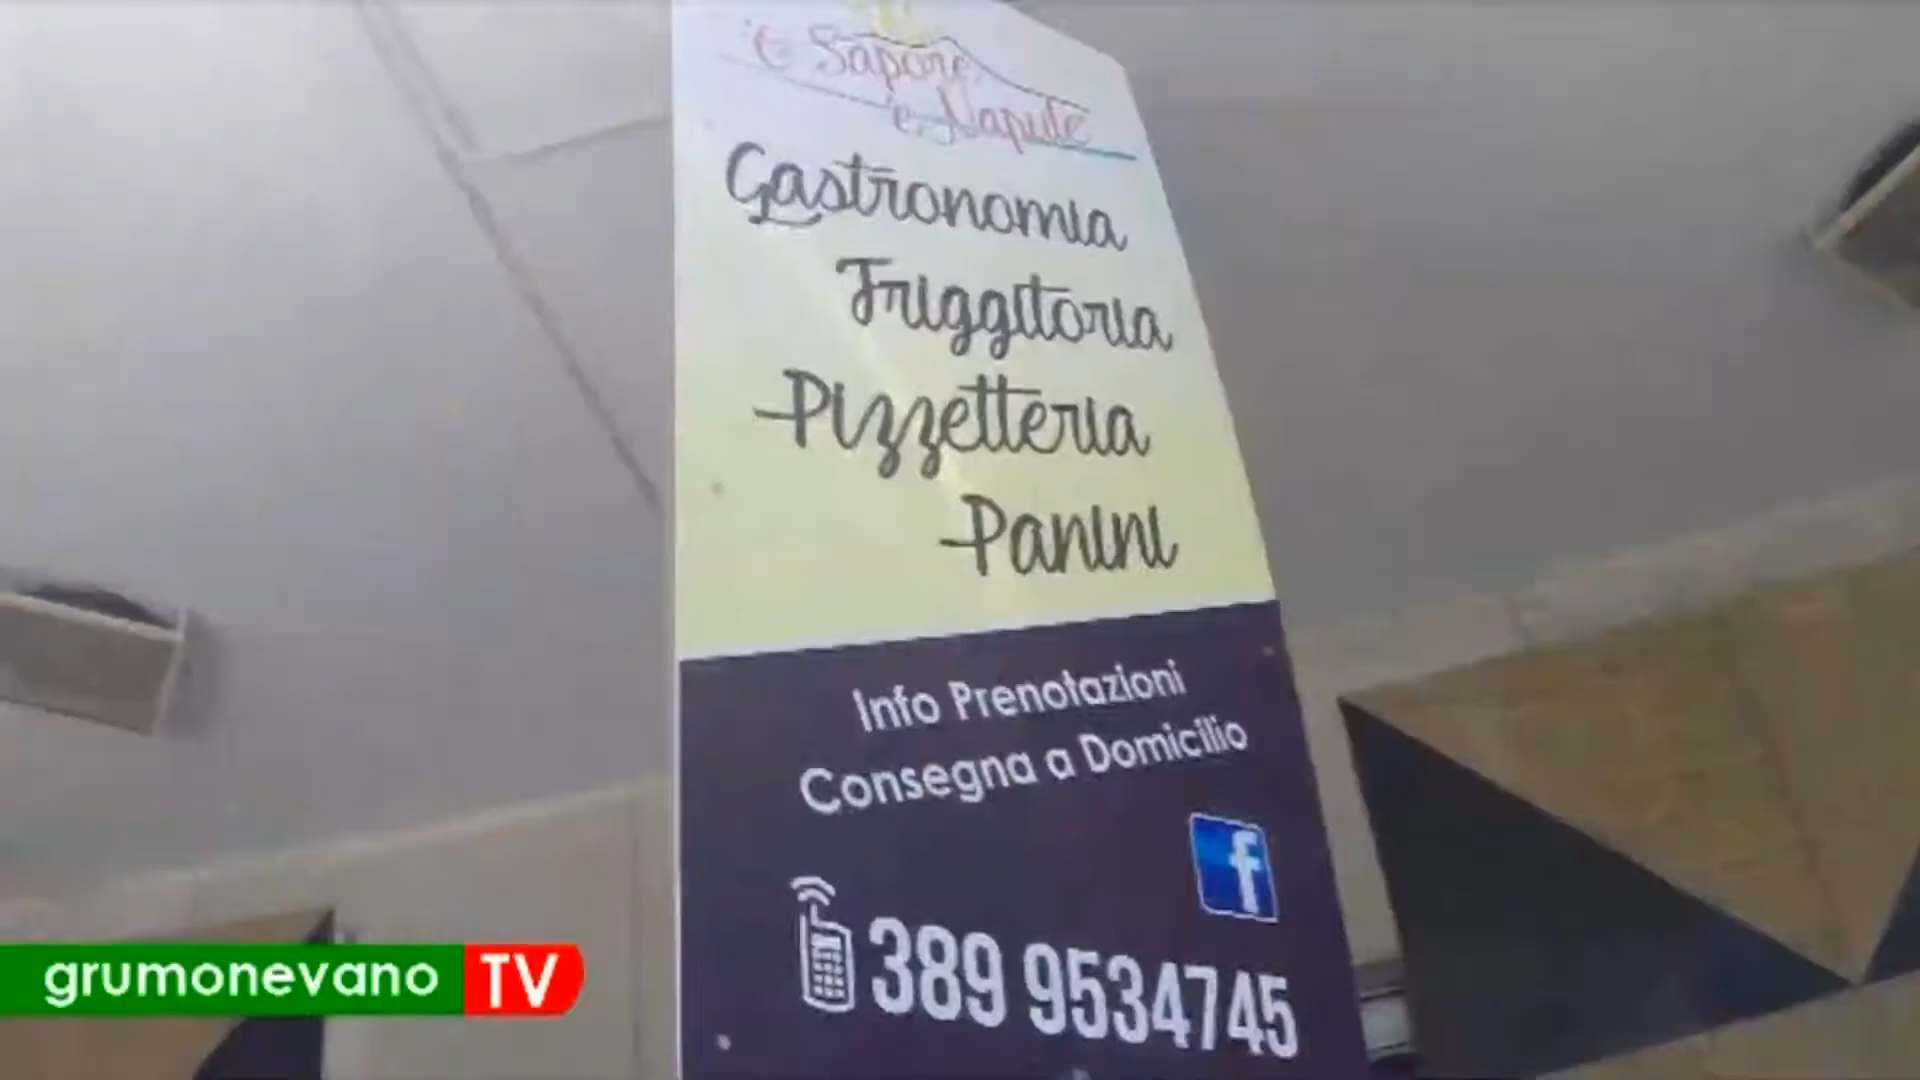 'e Sapore
'e Napule
Gastronomia
Friggitoria
Pizzetteria
Panini
Info Prenotazioni
Consegna a Domicilio
f
389 9534745
grumonevano TV